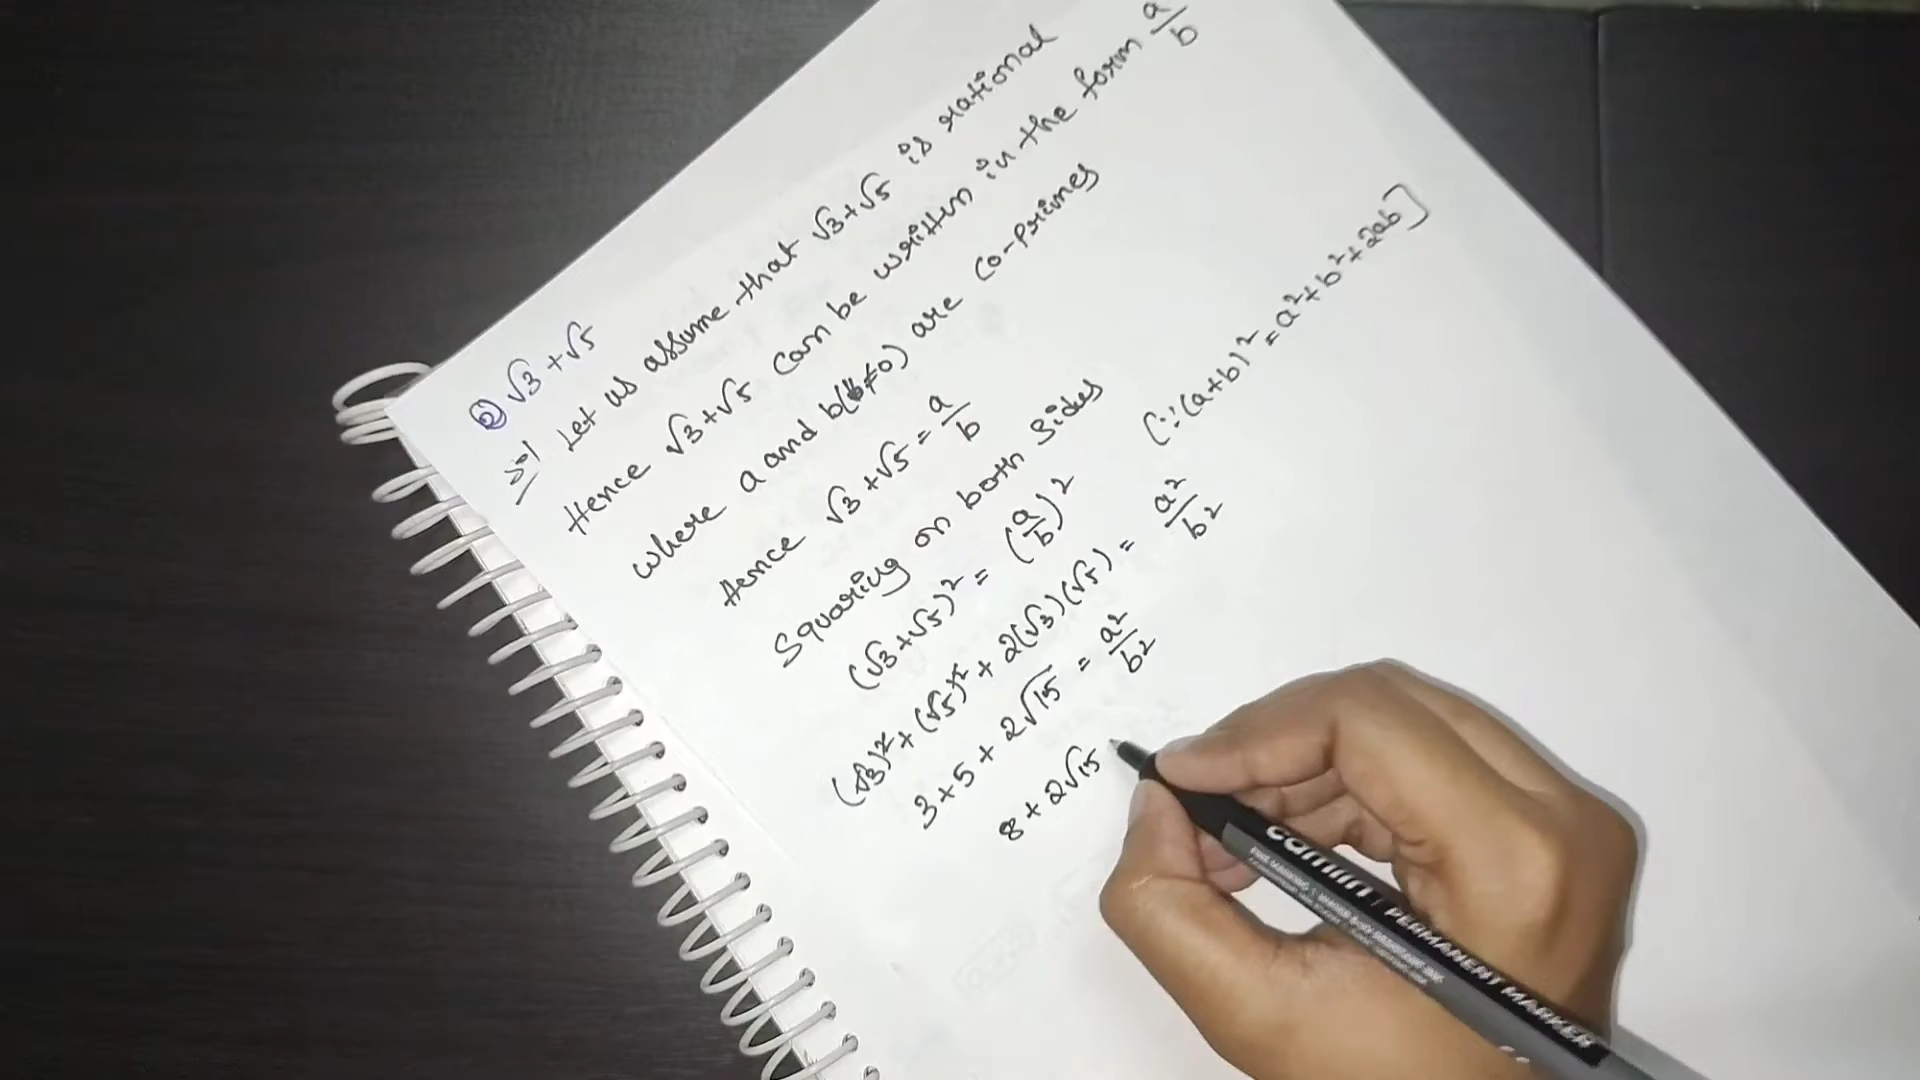 ② √3 + √5
Sol Let us assume that √3 + √5 is rational
Hence √3 + √5 can be written in the form a/b
where a and b(b≠0) are co-primes
Hence √3 + √5 = a/b
Squaring on both sides
(√3 + √5)² = (a/b)² [∵ (a+b)² = a² + b² + 2ab]
(√3)² + (√5)² + 2(√3)(√5) = a²/b²
3 + 5 + 2√15 = a²/b²
8 + 2√15
camlin PERMANENT MARKER